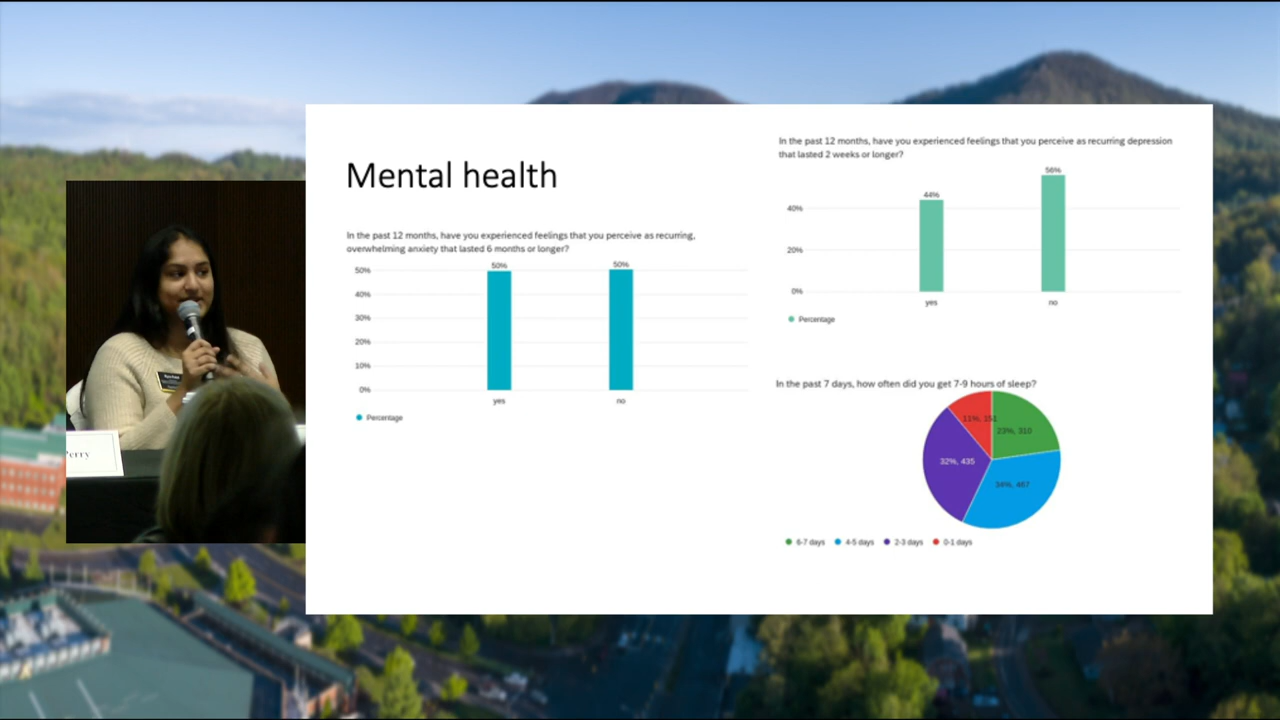 Mental health
In the past 12 months, have you experienced feelings that you perceive as recurring,
overwhelming anxiety that lasted 6 months or longer?
50%
40%
30%
20%
10%
0%
50%
50%
yes
no
Percentage
In the past 12 months, have you experienced feelings that you perceive as recurring depression
that lasted 2 weeks or longer?
40%
20%
0%
44%
56%
yes
no
Percentage
In the past 7 days, how often did you get 7-9 hours of sleep?
11%, 151
23%, 310
32%, 435
34%, 467
6-7 days
4-5 days
2-3 days
0-1 days